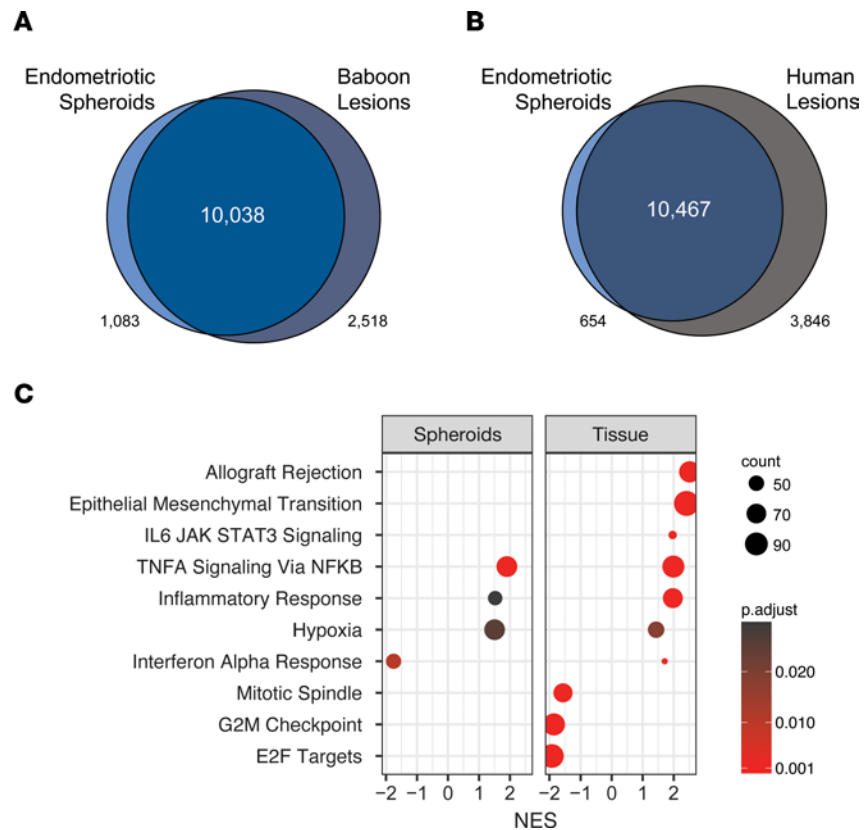 A
Endometriotic
Spheroids
Baboon
Lesions
10,038
1,083
2,518
B
Endometriotic
Spheroids
Human
Lesions
10,467
654
3,846
C
Spheroids
Tissue
Allograft Rejection
Epithelial Mesenchymal Transition
IL6 JAK STAT3 Signaling
TNFA Signaling Via NFKB
Inflammatory Response
Hypoxia
Interferon Alpha Response
Mitotic Spindle
G2M Checkpoint
E2F Targets
−2 −1 0 1 2
−2 −1 0 1 2
NES
count
50
70
90
p.adjust
0.020
0.010
0.001